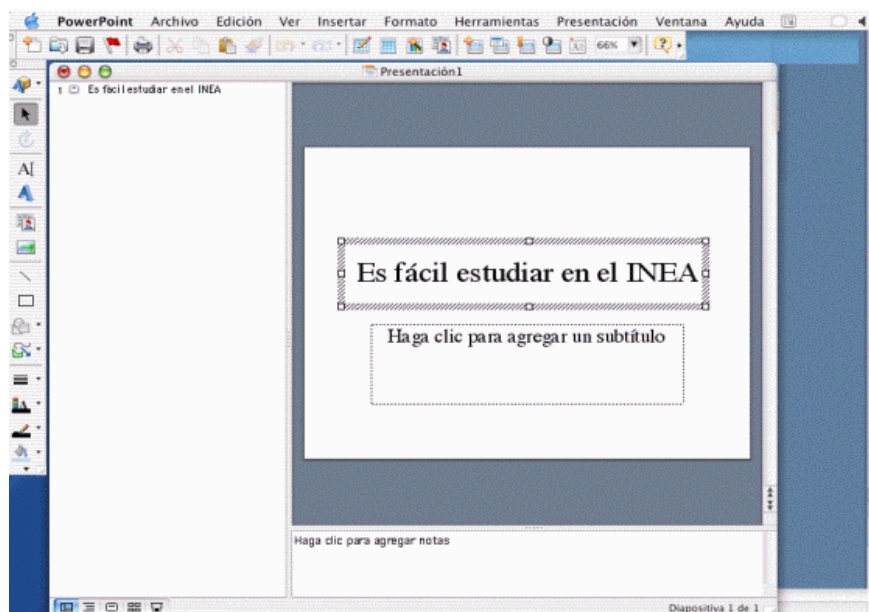 PowerPoint Archivo Edición Ver Insertar Formato Herramientas Presentación Ventana Ayuda
66%
Presentación1
1 Es fácil estudiar en el INEA
Es fácil estudiar en el INEA
Haga clic para agregar un subtítulo
Haga clic para agregar notas
Diapositiva 1 de 1